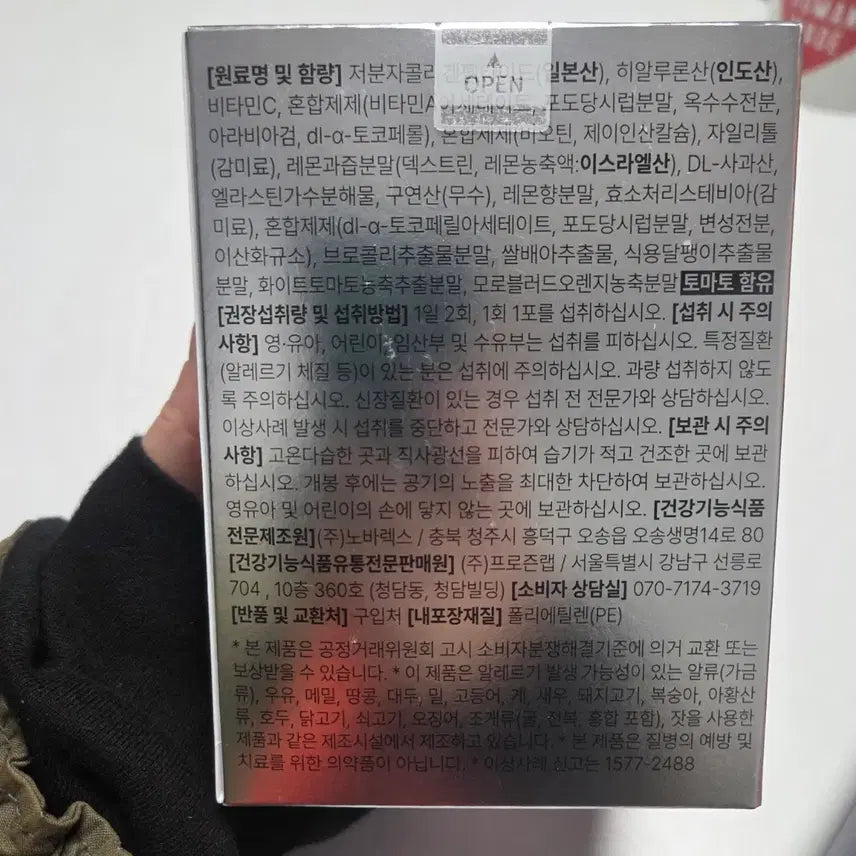 OPEN
[원료명 및 함량] 저분자콜라겐펩타이드(일본산), 히알루론산(인도산),
비타민C, 혼합제제(비타민A아세테이트, 포도당시럽분말, 옥수수전분,
아라비아검, dl-α-토코페롤), 혼합제제(비오틴, 제이인산칼슘), 자일리톨
(감미료), 레몬과즙분말(덱스트린, 레몬농축액:이스라엘산), DL-사과산,
엘라스틴가수분해물, 구연산(무수), 레몬향분말, 효소처리스테비아(감
미료), 혼합제제(dl-α-토코페릴아세테이트, 포도당시럽분말, 변성전분,
이산화규소), 브로콜리추출물분말, 쌀배아추출물, 식용달팽이추출물
분말, 화이트토마토농축추출분말, 모로블러드오렌지농축분말 토마토 함유
[권장섭취량 및 섭취방법] 1일 2회, 1회 1포를 섭취하십시오. [섭취 시 주의
사항] 영·유아, 어린이, 임산부 및 수유부는 섭취를 피하십시오. 특정질환
(알레르기 체질 등)이 있는 분은 섭취에 주의하십시오. 과량 섭취하지 않도
록 주의하십시오. 신장질환이 있는 경우 섭취 전 전문가와 상담하십시오.
이상사례 발생 시 섭취를 중단하고 전문가와 상담하십시오. [보관 시 주의
사항] 고온다습한 곳과 직사광선을 피하여 습기가 적고 건조한 곳에 보관
하십시오. 개봉 후에는 공기의 노출을 최대한 차단하여 보관하십시오.
영유아 및 어린이의 손에 닿지 않는 곳에 보관하십시오. [건강기능식품
전문제조원] (주)노바렉스 / 충북 청주시 흥덕구 오송읍 오송생명14로 80
[건강기능식품유통전문판매원] (주)프로즌랩 / 서울특별시 강남구 선릉로
704 , 10층 360호 (청담동, 청담빌딩) [소비자 상담실] 070-7174-3719
[반품 및 교환처] 구입처 [내포장재질] 폴리에틸렌(PE)
* 본 제품은 공정거래위원회 고시 소비자분쟁해결기준에 의거 교환 또는
보상받을 수 있습니다. * 이 제품은 알레르기 발생 가능성이 있는 알류(가금
류), 우유, 메밀, 땅콩, 대두, 밀, 고등어, 게, 새우, 돼지고기, 복숭아, 아황산
류, 호두, 닭고기, 쇠고기, 오징어, 조개류(굴, 전복, 홍합 포함), 잣을 사용한
제품과 같은 제조시설에서 제조하고 있습니다. * 본 제품은 질병의 예방 및
치료를 위한 의약품이 아닙니다. * 이상사례 신고는 1577-2488